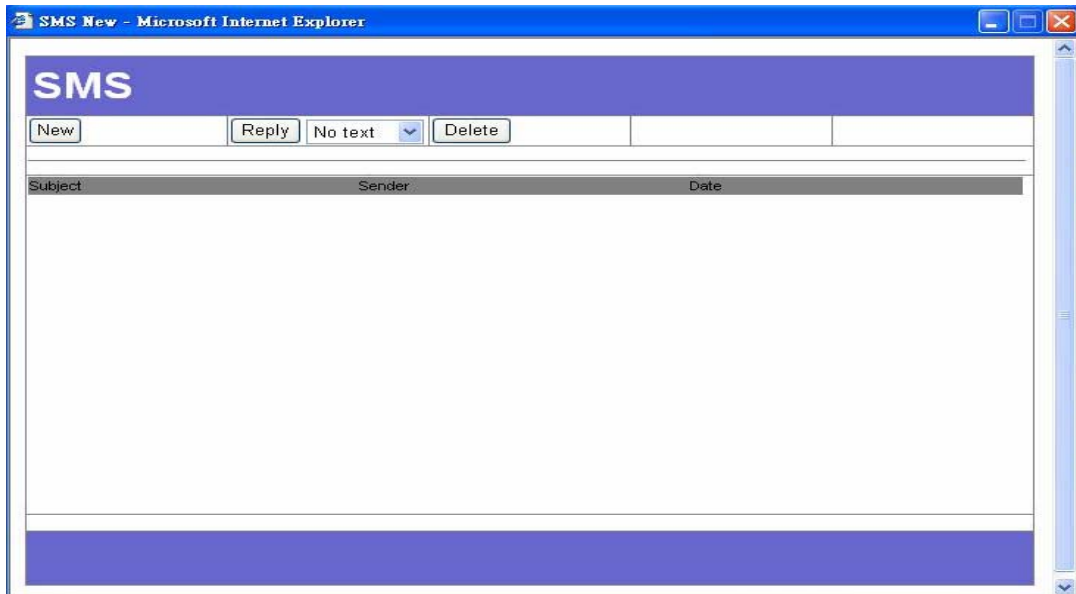 SMS New - Microsoft Internet Explorer
SMS
New Reply No text Delete
Subject Sender Date